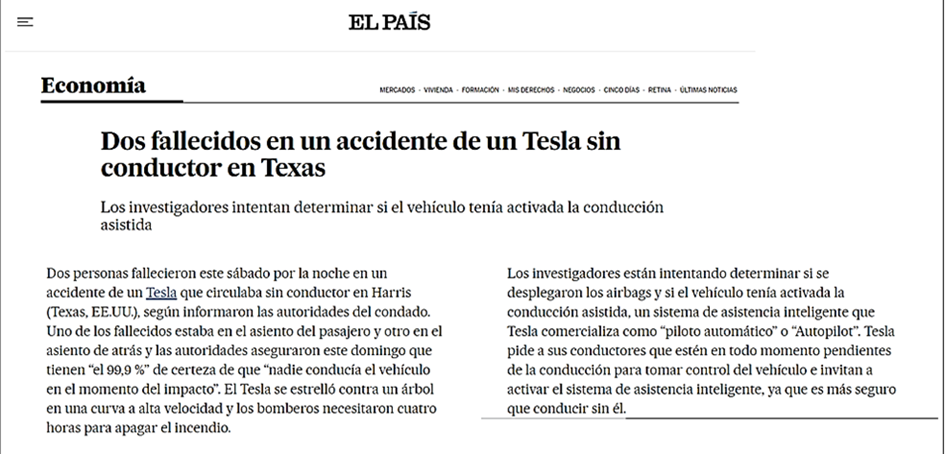 EL PAÍS
Economía
MERCADOS · VIVIENDA · FORMACIÓN · MIS DERECHOS · NEGOCIOS · CINCO DÍAS · RETINA · ÚLTIMAS NOTICIAS
Dos fallecidos en un accidente de un Tesla sin
conductor en Texas
Los investigadores intentan determinar si el vehículo tenía activada la conducción
asistida
Dos personas fallecieron este sábado por la noche en un
accidente de un Tesla que circulaba sin conductor en Harris
(Texas, EE.UU.), según informaron las autoridades del condado.
Uno de los fallecidos estaba en el asiento del pasajero y otro en el
asiento de atrás y las autoridades aseguraron este domingo que
tienen “el 99,9 %” de certeza de que “nadie conducía el vehículo
en el momento del impacto”. El Tesla se estrelló contra un árbol
en una curva a alta velocidad y los bomberos necesitaron cuatro
horas para apagar el incendio.
Los investigadores están intentando determinar si se
desplegaron los airbags y si el vehículo tenía activada la
conducción asistida, un sistema de asistencia inteligente que
Tesla comercializa como “piloto automático” o “Autopilot”. Tesla
pide a sus conductores que estén en todo momento pendientes
de la conducción para tomar control del vehículo e invitan a
activar el sistema de asistencia inteligente, ya que es más seguro
que conducir sin él.